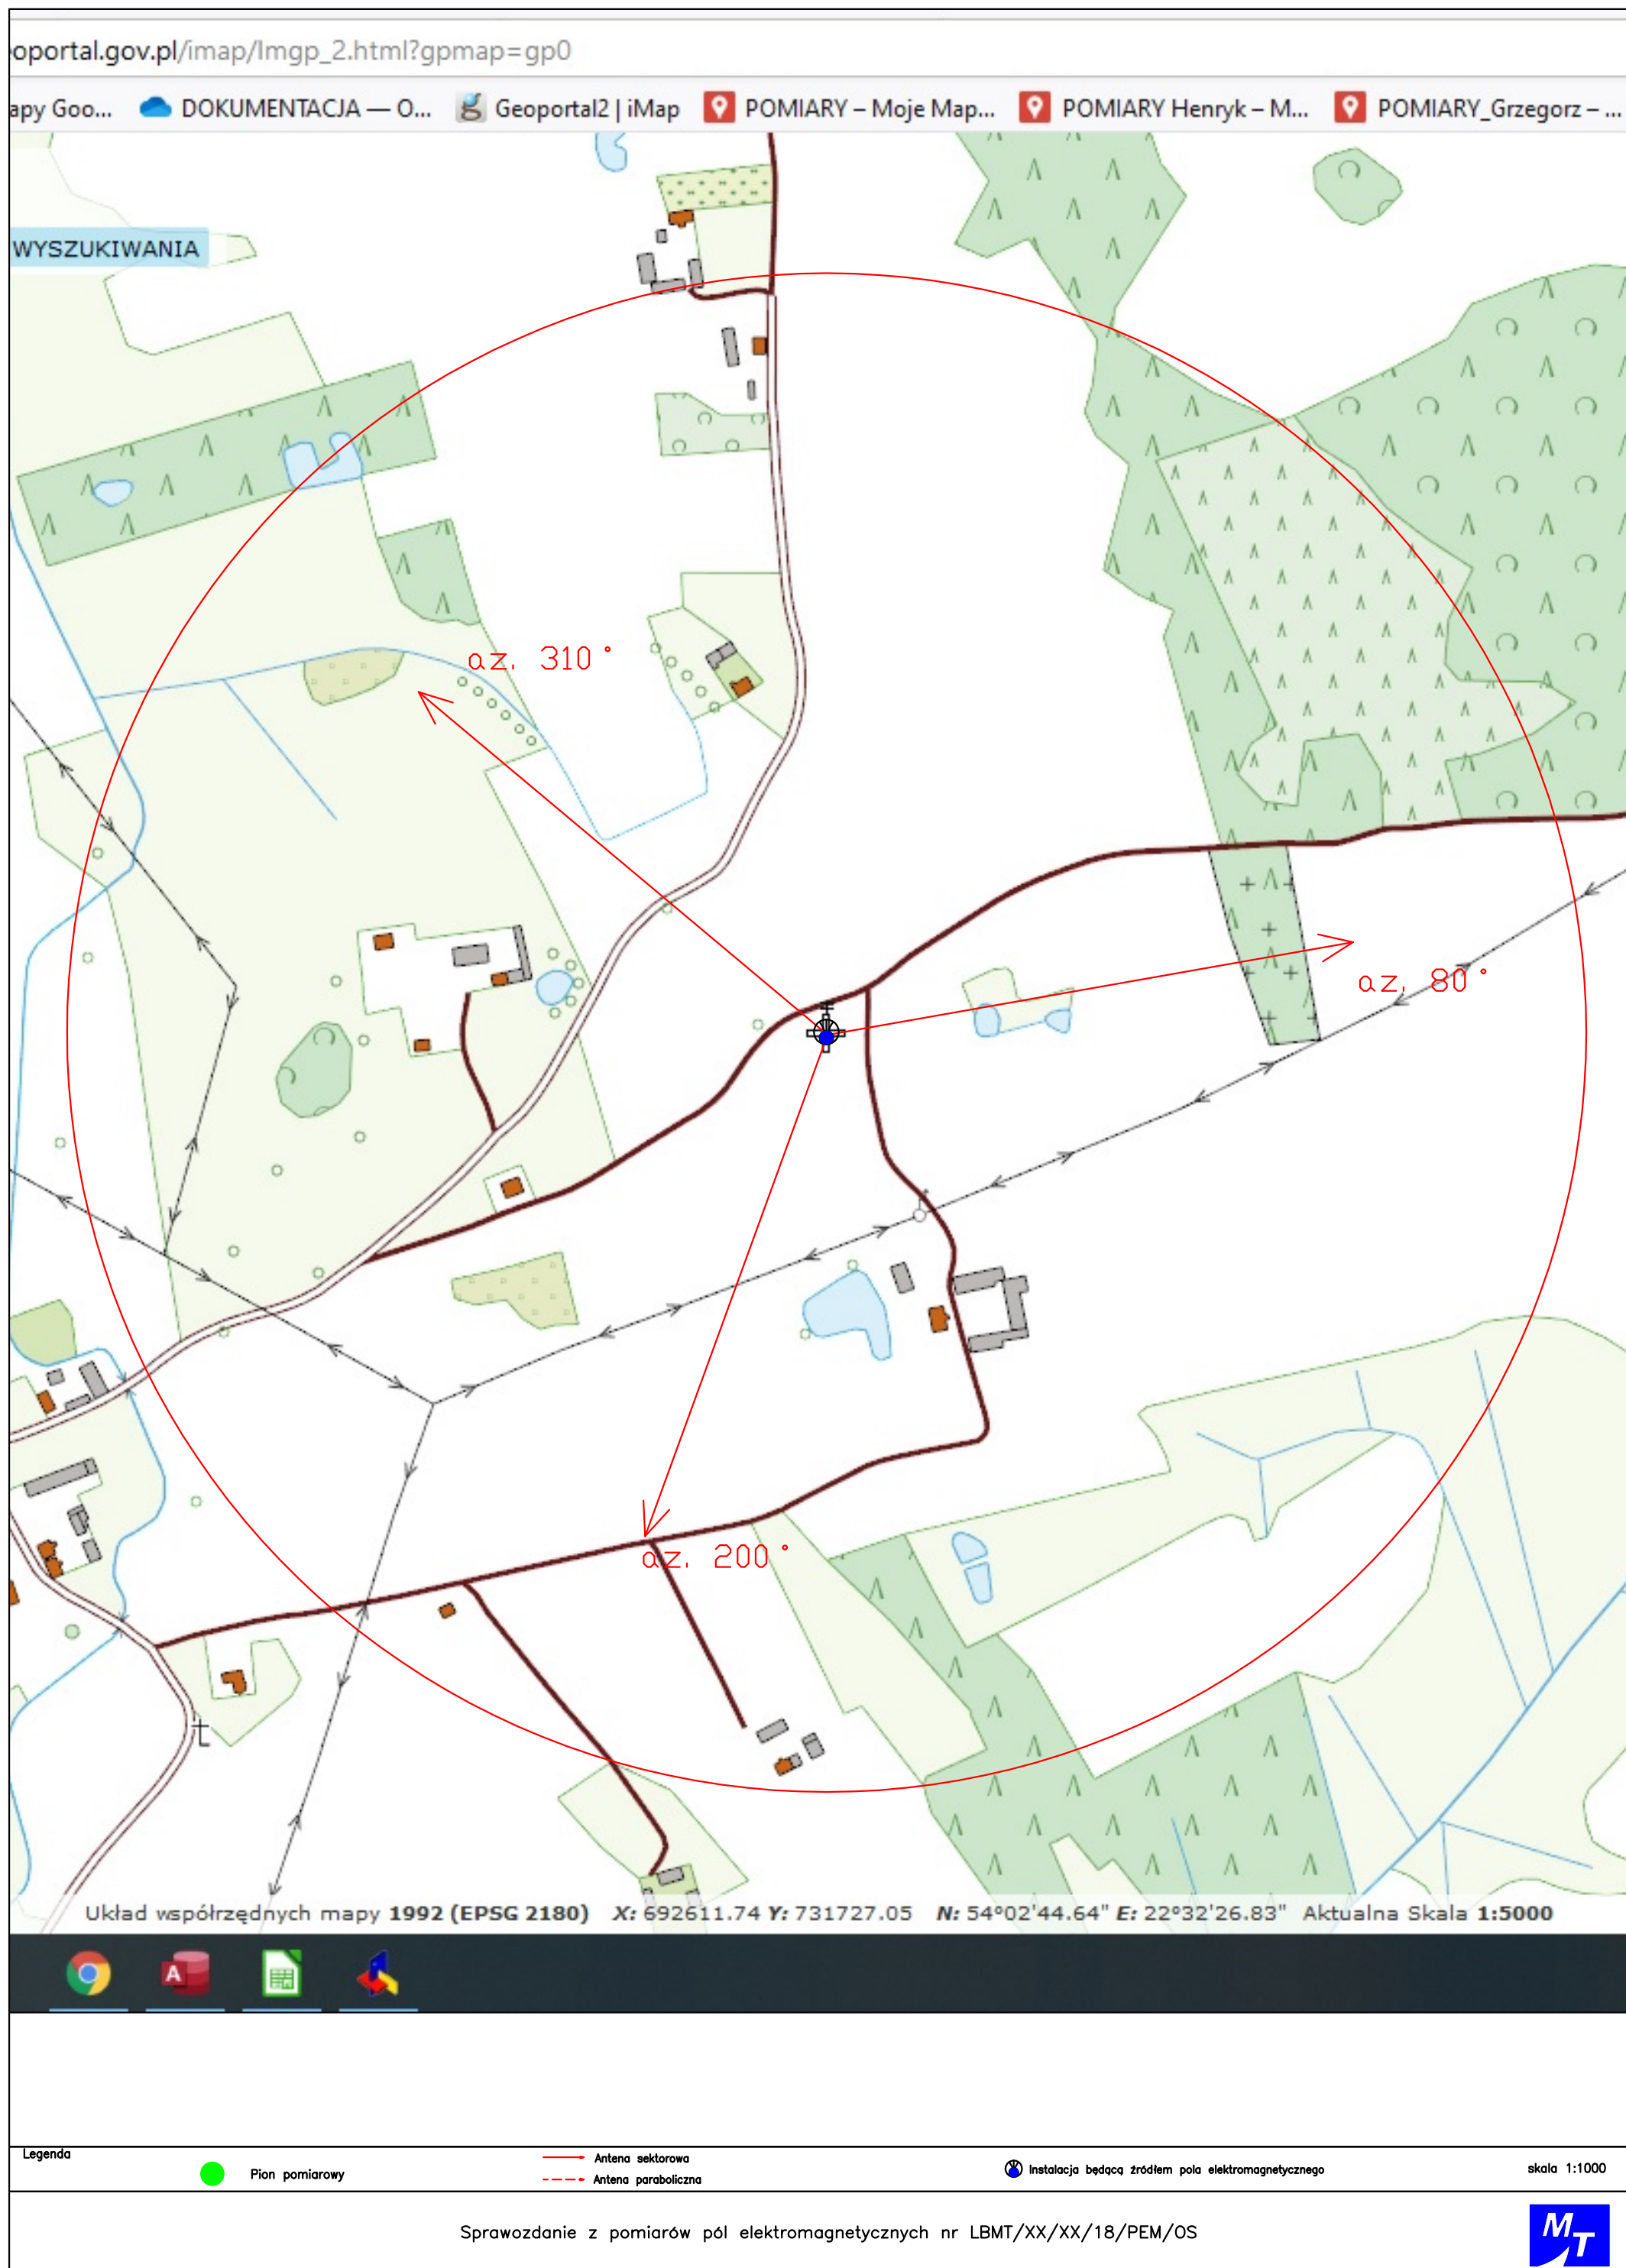 oportal.gov.pl/imap/Imgp_2.html?gpmap=gp0
apy Goo... DOKUMENTACJA — O... Geoportal2 | iMap POMIARY – Moje Map... POMIARY Henryk – M... POMIARY_Grzegorz – ...
WYSZUKIWANIA
az. 310°
az. 80°
az. 200°
Układ współrzędnych mapy 1992 (EPSG 2180) X: 692611.74 Y: 731727.05 N: 54°02'44.64" E: 22°32'26.83" Aktualna Skala 1:5000
Legenda
Pion pomiarowy
Antena sektorowa
Antena paraboliczna
Instalacja będącą źródłem pola elektromagnetycznego
skala 1:1000
Sprawozdanie z pomiarów pól elektromagnetycznych nr LBMT/XX/XX/18/PEM/OS
MT